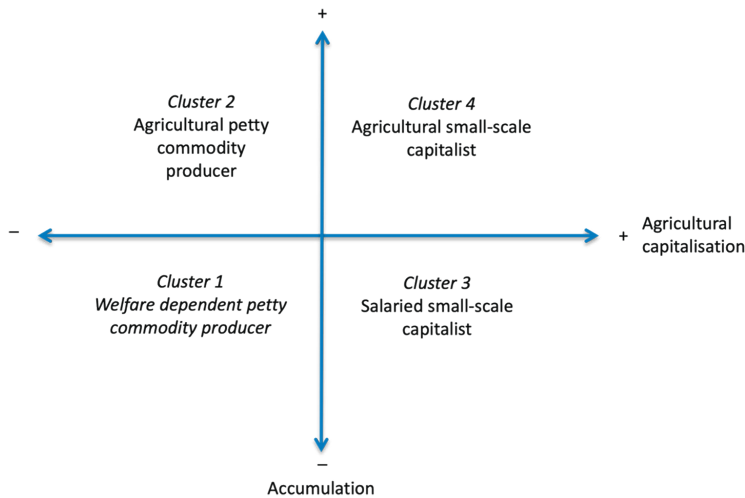 +
Cluster 2
Agricultural petty
commodity
producer
Cluster 4
Agricultural small-scale
capitalist
–
+
Agricultural
capitalisation
Cluster 1
Welfare dependent petty
commodity producer
Cluster 3
Salaried small-scale
capitalist
–
Accumulation